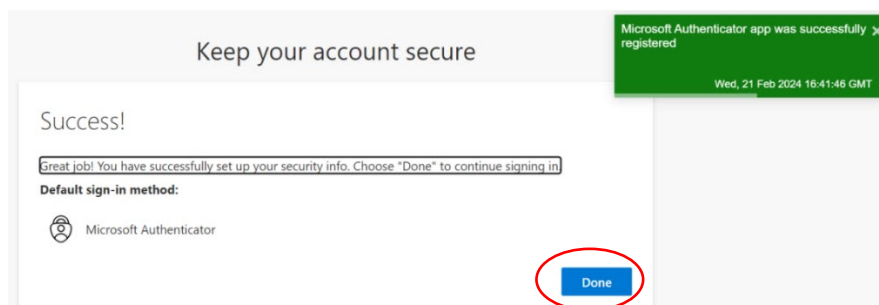 Keep your account secure
Microsoft Authenticator app was successfully
registered
Wed, 21 Feb 2024 16:41:46 GMT
Success!
Great job! You have successfully set up your security info. Choose "Done" to continue signing in
Default sign-in method:
Microsoft Authenticator
Done